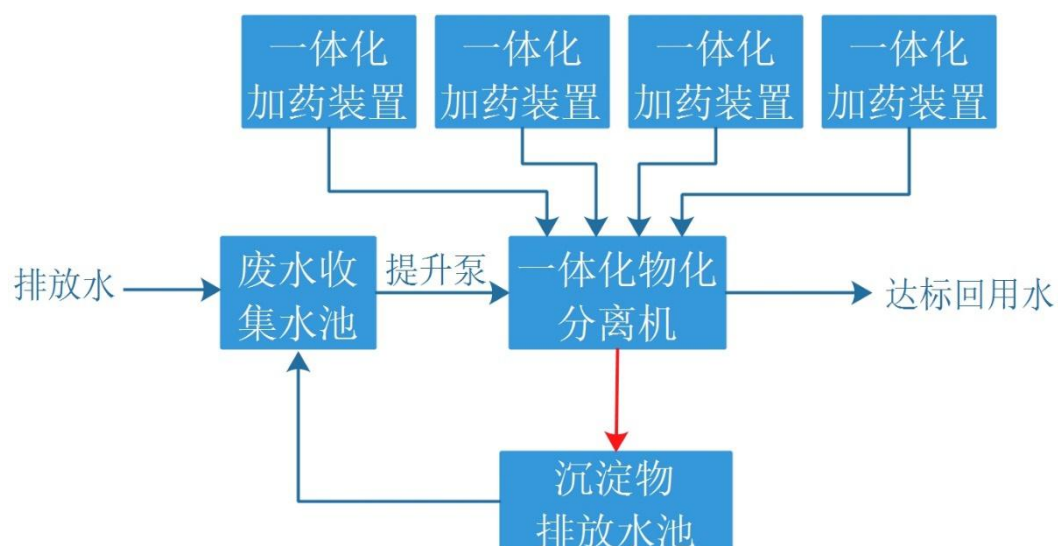 一体化
加药装置
一体化
加药装置
一体化
加药装置
一体化
加药装置
排放水
废水收
集水池
提升泵
一体化物化
分离机
达标回用水
沉淀物
排放水池